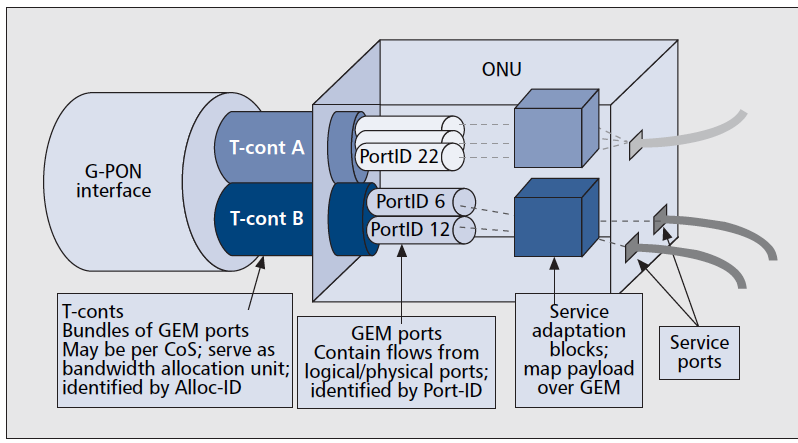 ONU
G-PON
interface
T-cont A
T-cont B
PortID 22
PortID 6
PortID 12
T-conts
Bundles of GEM ports
May be per CoS; serve as
bandwidth allocation unit;
identified by Alloc-ID
GEM ports
Contain flows from
logical/physical ports;
identified by Port-ID
Service
adaptation
blocks;
map payload
over GEM
Service
ports